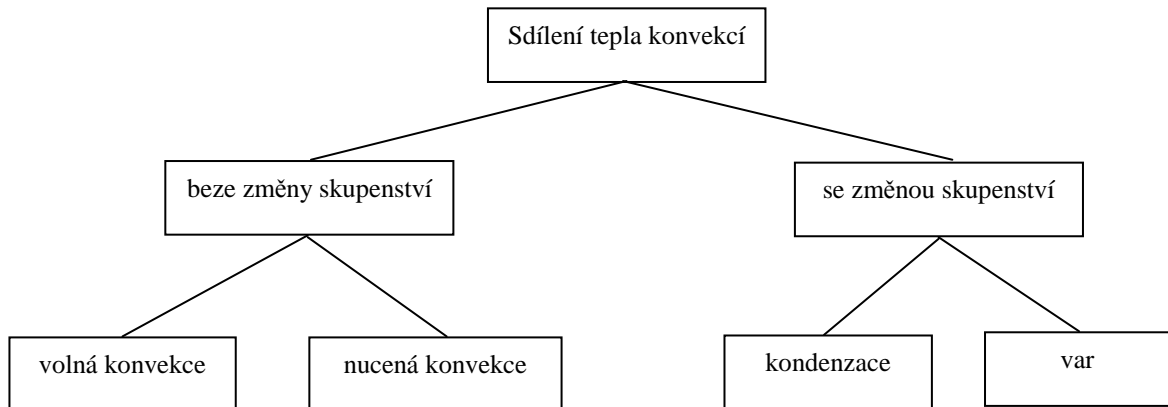 Sdílení tepla konvekcí
beze změny skupenství
se změnou skupenství
volná konvekce
nucená konvekce
kondenzace
var